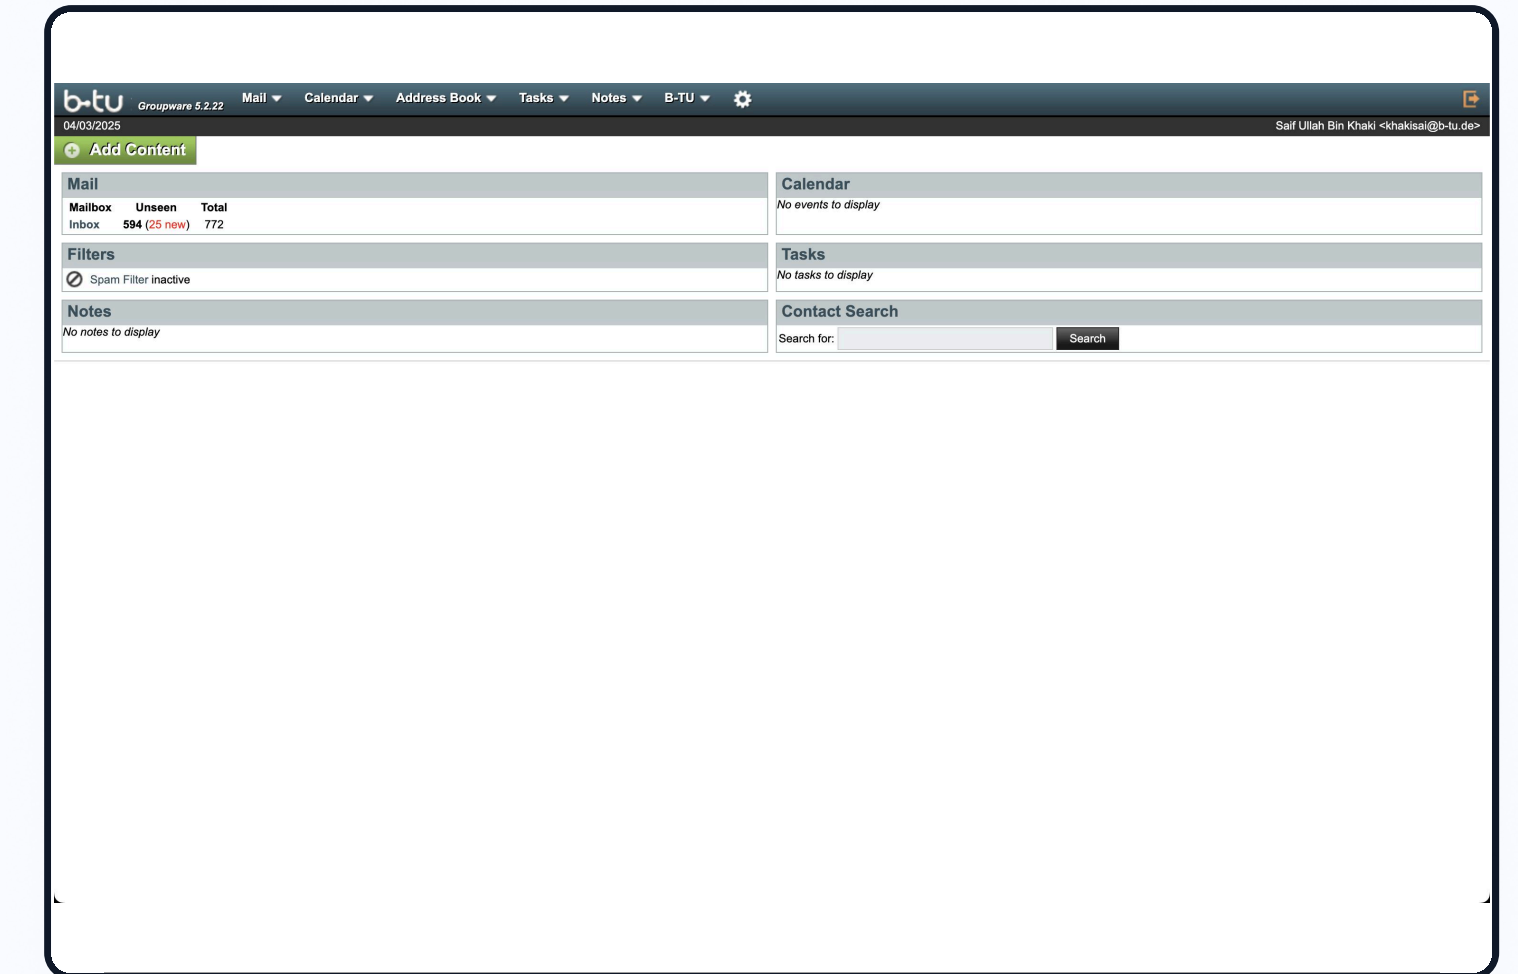 b-tu Groupware 5.2.22 Mail Calendar Address Book Tasks Notes B-TU
04/03/2025 Saif Ullah Bin Khaki <khakisai@b-tu.de>
Add Content
Mail
Mailbox Unseen Total
Inbox 594 (25 new) 772
Calendar
No events to display
Filters
Spam Filter inactive
Tasks
No tasks to display
Notes
No notes to display
Contact Search
Search for: Search